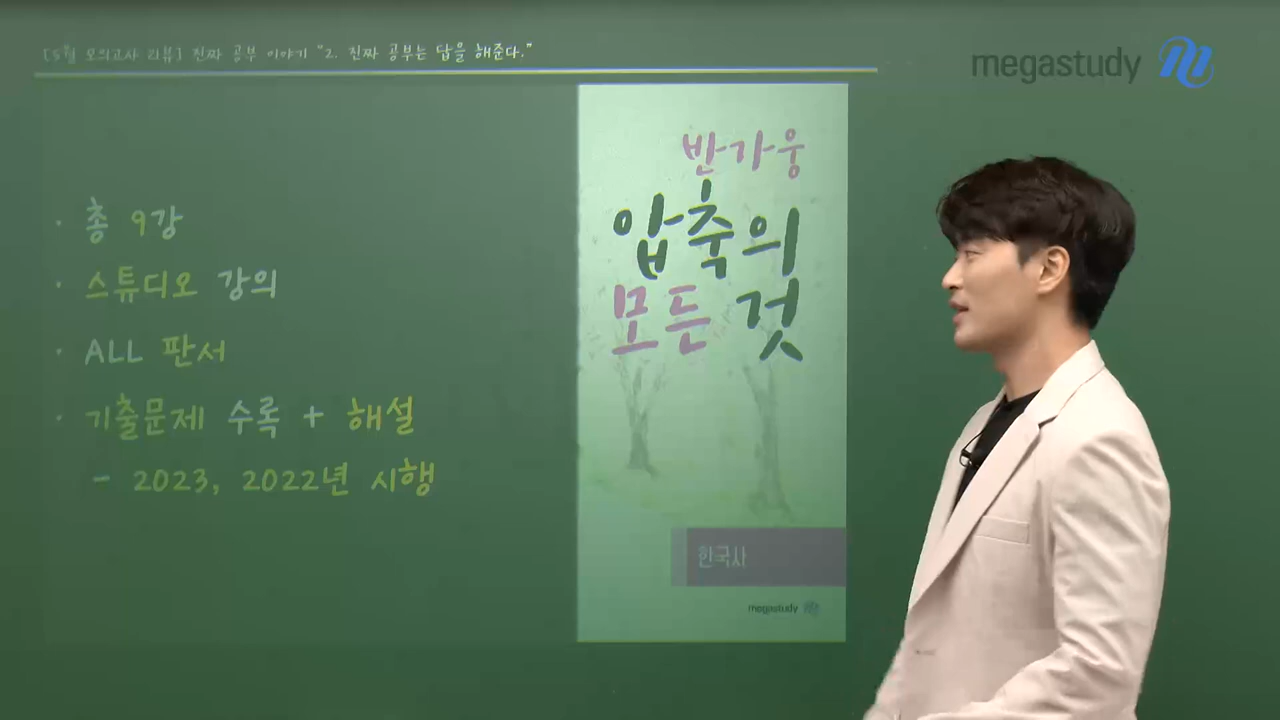 [5월 모의고사 리뷰] 진짜 공부 이야기 "2. 진짜 공부는 답을 해준다."
megastudy
· 총 9강
· 스튜디오 강의
· ALL 판서
· 기출문제 수록 + 해설
- 2023, 2022년 시행
반가웅
압축의
모든 것
한국사
megastudy